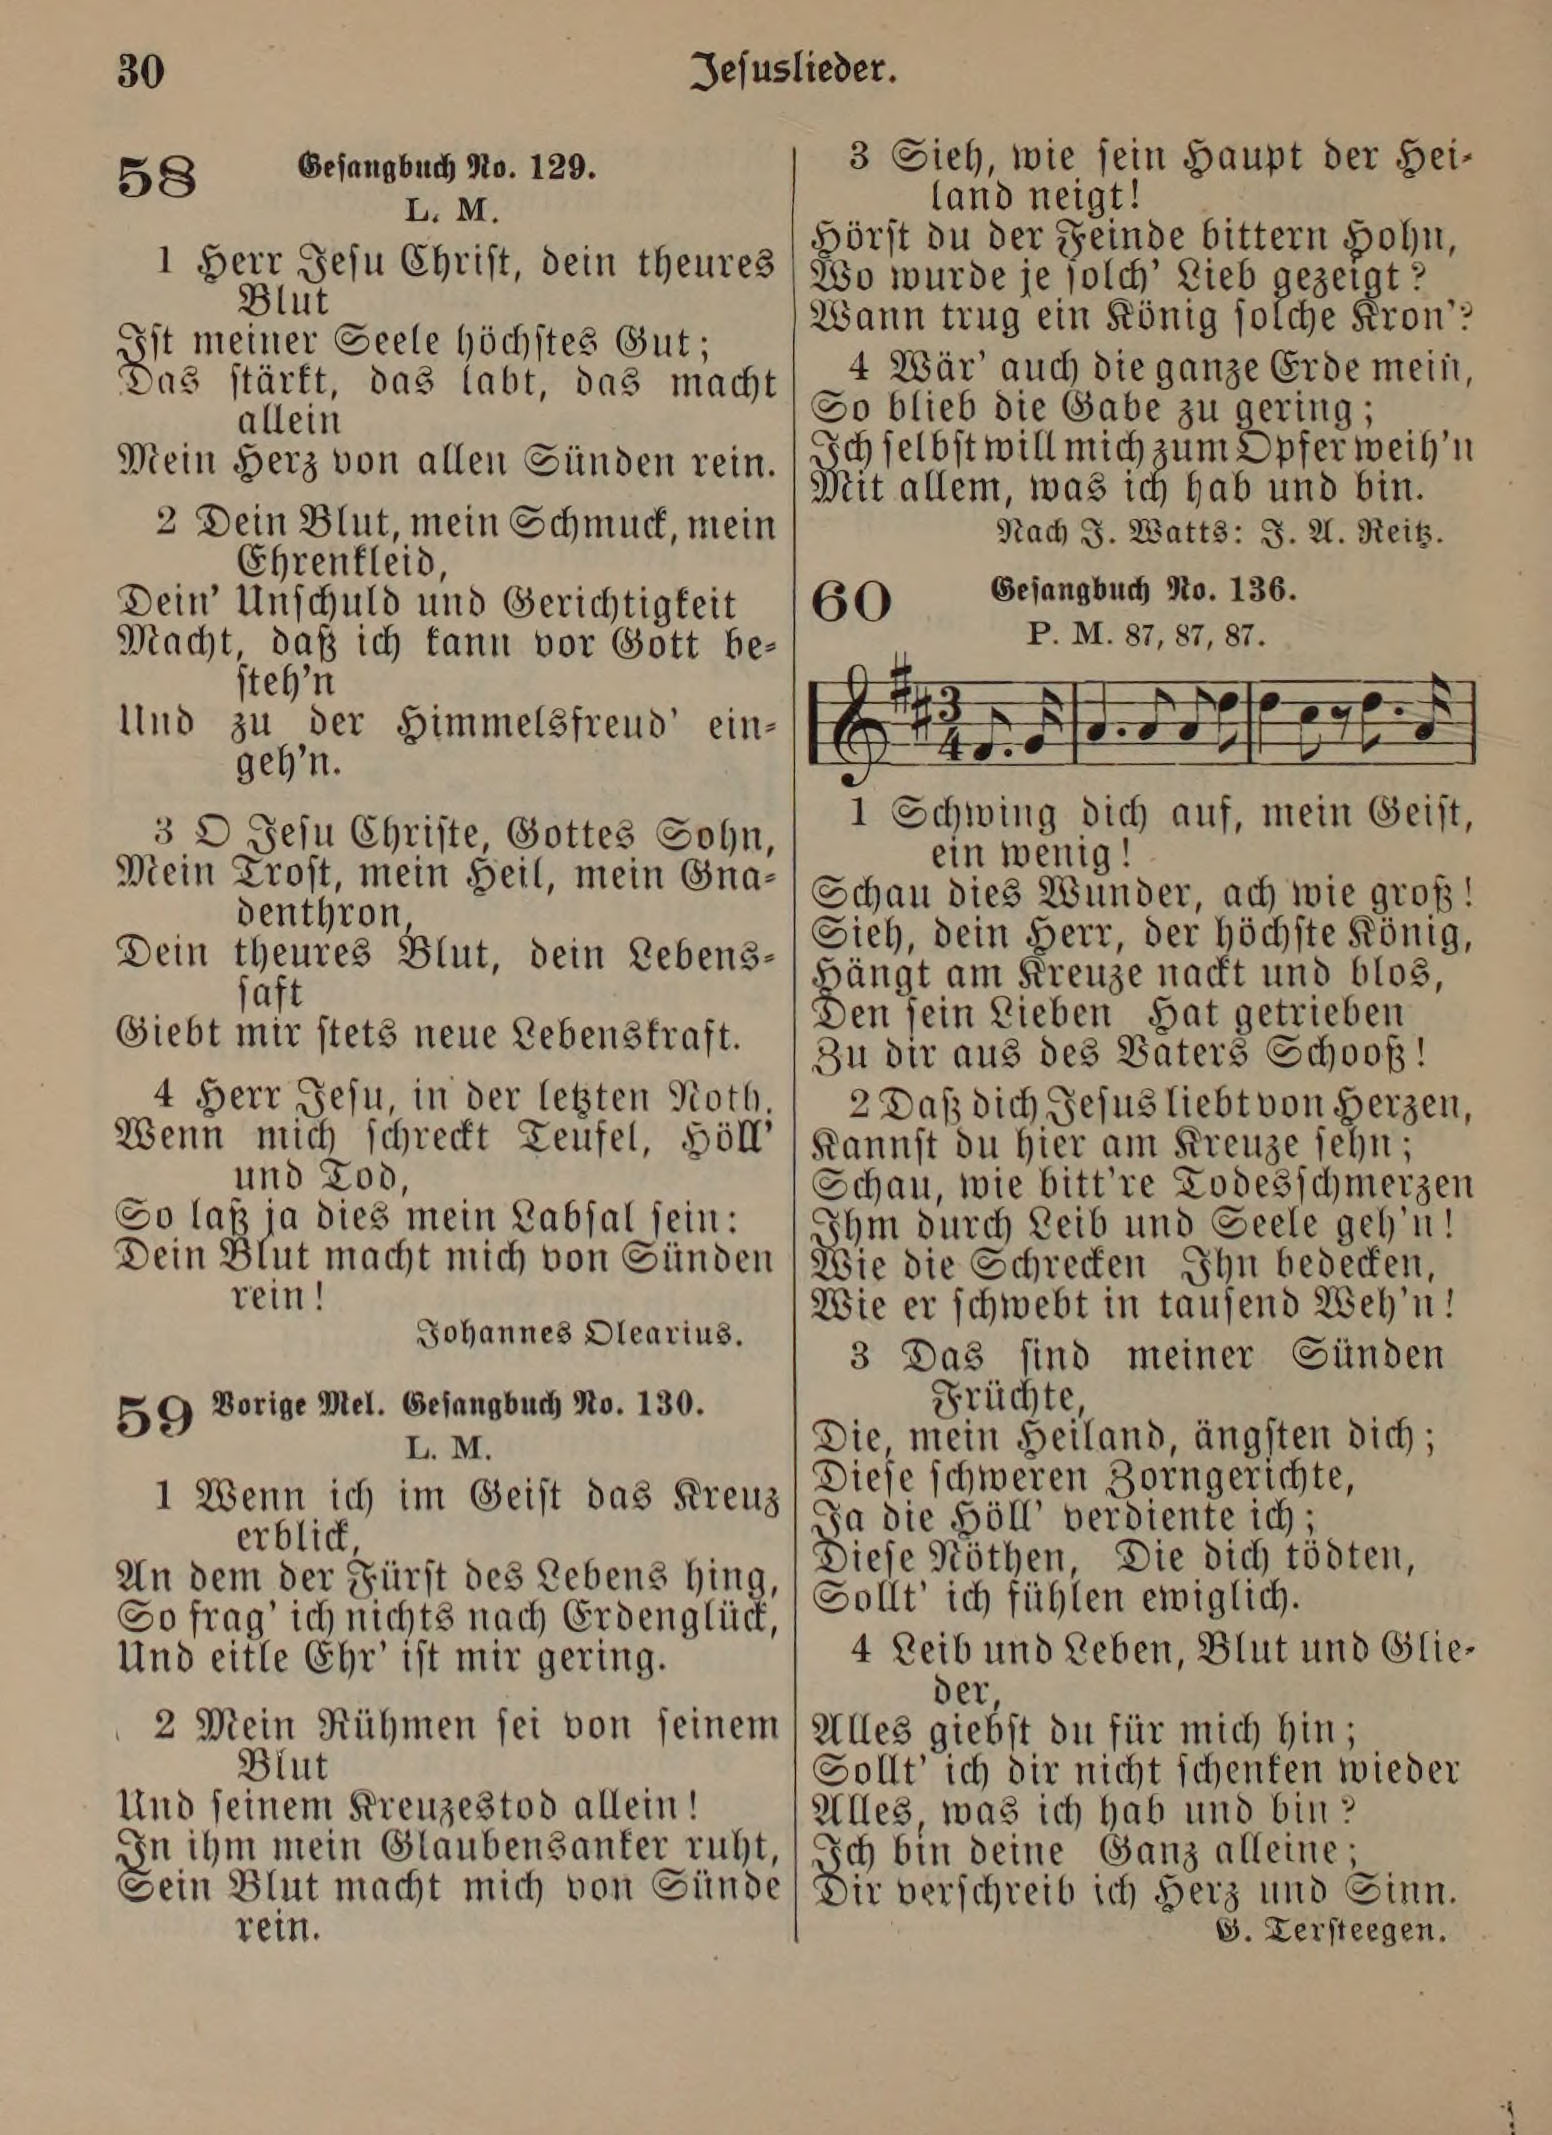 30
Jesuslieder.
58
Gesangbuch No. 129.
L. M.
1 Herr Jesu Christ, dein theures
Blut
Ist meiner Seele höchstes Gut;
Das stärkt, das labt, das macht
allein
Mein Herz von allen Sünden rein.
2 Dein Blut, mein Schmuck, mein
Ehrenkleid,
Dein' Unschuld und Gerichtigkeit
Macht, daß ich kann vor Gott be-
steh'n
Und zu der Himmelsfreud' ein-
geh'n.
3 O Jesu Christe, Gottes Sohn,
Mein Trost, mein Heil, mein Gna-
denthron,
Dein theures Blut, dein Lebens-
saft
Giebt mir stets neue Lebenskraft.
4 Herr Jesu, in der letzten Noth,
Wenn mich schreckt Teufel, Höll'
und Tod,
So laß ja dies mein Labsal sein:
Dein Blut macht mich von Sünden
rein!
Johannes Olearius.
59
Vorige Mel. Gesangbuch No. 130.
L. M.
1 Wenn ich im Geist das Kreuz
erblick,
An dem der Fürst des Lebens hing,
So frag' ich nichts nach Erdenglück,
Und eitle Ehr' ist mir gering.
2 Mein Rühmen sei von seinem
Blut
Und seinem Kreuzestod allein!
In ihm mein Glaubensanker ruht,
Sein Blut macht mich von Sünde
rein.
3 Sieh, wie sein Haupt der Hei-
land neigt!
Hörst du der Feinde bittern Hohn,
Wo wurde je solch' Lieb gezeigt?
Wann trug ein König solche Kron'?
4 Wär' auch die ganze Erde mein,
So blieb die Gabe zu gering;
Ich selbst will mich zum Opfer weih'n
Mit allem, was ich hab und bin.
Nach J. Watts: J. A. Reitz.
60
Gesangbuch No. 136.
P. M. 87, 87, 87.
3
4
1 Schwing dich auf, mein Geist,
ein wenig!
Schau dies Wunder, ach wie groß!
Sieh, dein Herr, der höchste König,
Hängt am Kreuze nackt und blos,
Den sein Lieben Hat getrieben
Zu dir aus des Vaters Schooß!
2 Daß dich Jesus liebt von Herzen,
Kannst du hier am Kreuze sehn;
Schau, wie bitt're Todesschmerzen
Ihm durch Leib und Seele geh'n!
Wie die Schrecken Ihn bedecken,
Wie er schwebt in tausend Weh'n!
3 Das sind meiner Sünden
Früchte,
Die, mein Heiland, ängsten dich;
Diese schweren Zorngerichte,
Ja die Höll' verdiente ich;
Diese Nöthen, Die dich tödten,
Sollt' ich fühlen ewiglich.
4 Leib und Leben, Blut und Glie-
der,
Alles giebst du für mich hin;
Sollt' ich dir nicht schenken wieder
Alles, was ich hab und bin?
Ich bin deine Ganz alleine;
Dir verschreib ich Herz und Sinn.
G. Tersteegen.